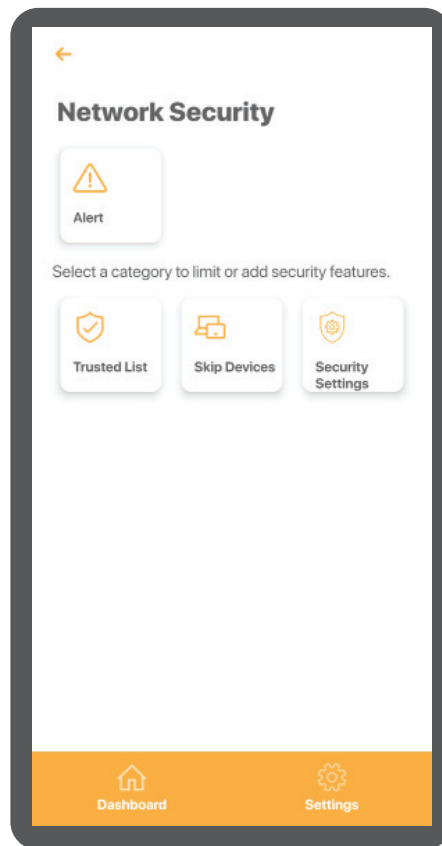 Network Security
Alert
Select a category to limit or add security features.
Trusted List
Skip Devices
Security
Settings
Dashboard
Settings